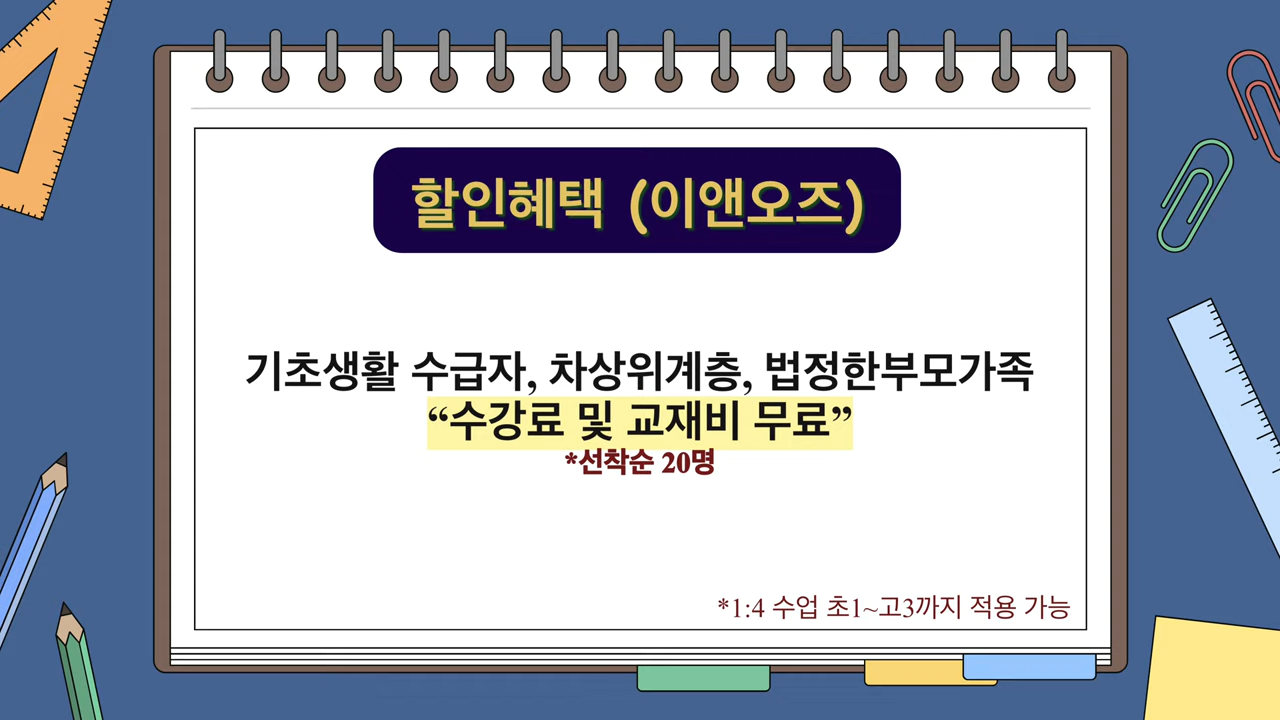 할인혜택 (이앤오즈)
기초생활 수급자, 차상위계층, 법정한부모가족
“수강료 및 교재비 무료”
*선착순 20명
*1:4 수업 초1~고3까지 적용 가능